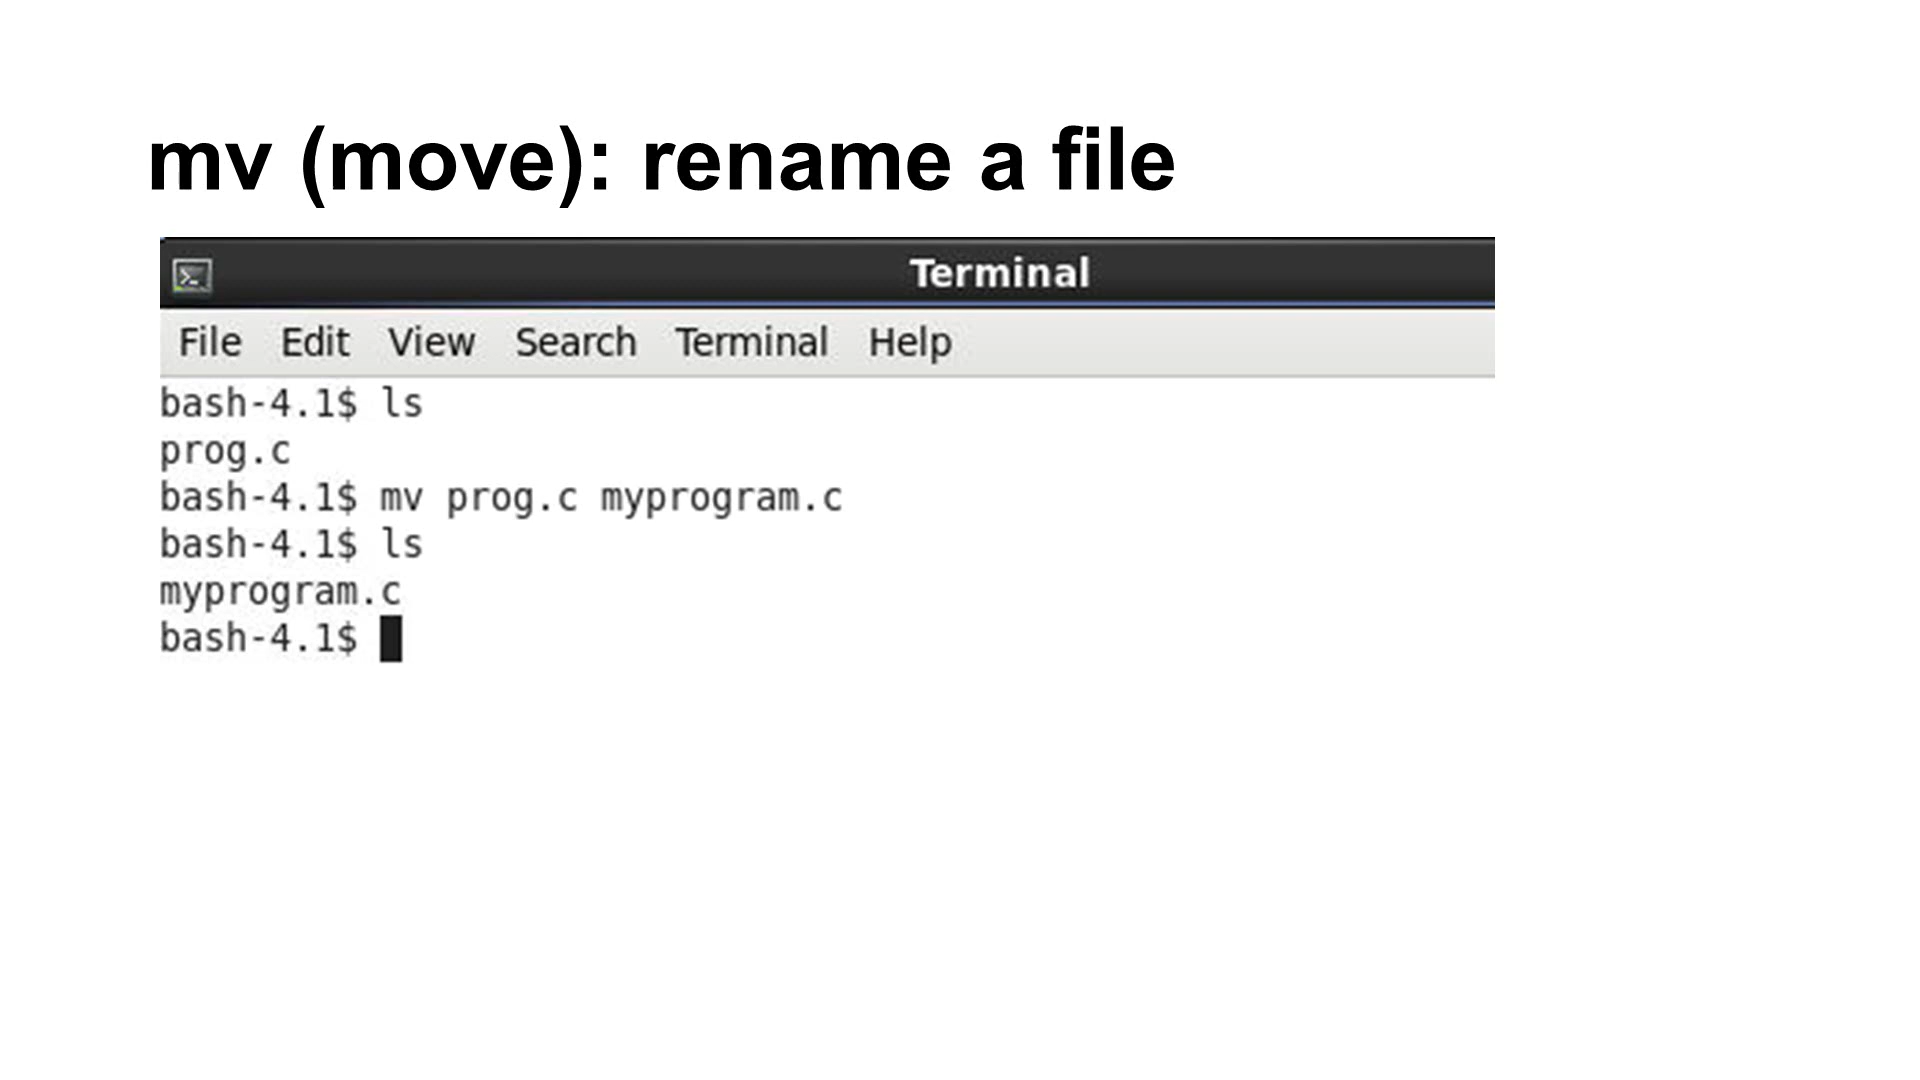 mv (move): rename a file
Terminal
File Edit View Search Terminal Help
bash-4.1$ ls
prog.c
bash-4.1$ mv prog.c myprogram.c
bash-4.1$ ls
myprogram.c
bash-4.1$